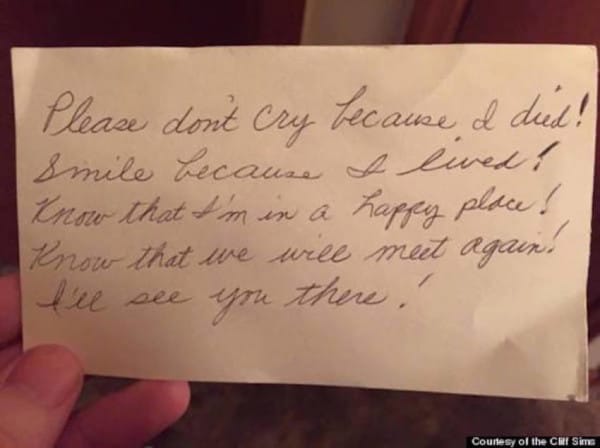 Please don't cry because I died!
Smile because I lived!
Know that I'm in a happy place!
Know that we will meet again!
I'll see you there!
Courtesy of the Cliff Sims